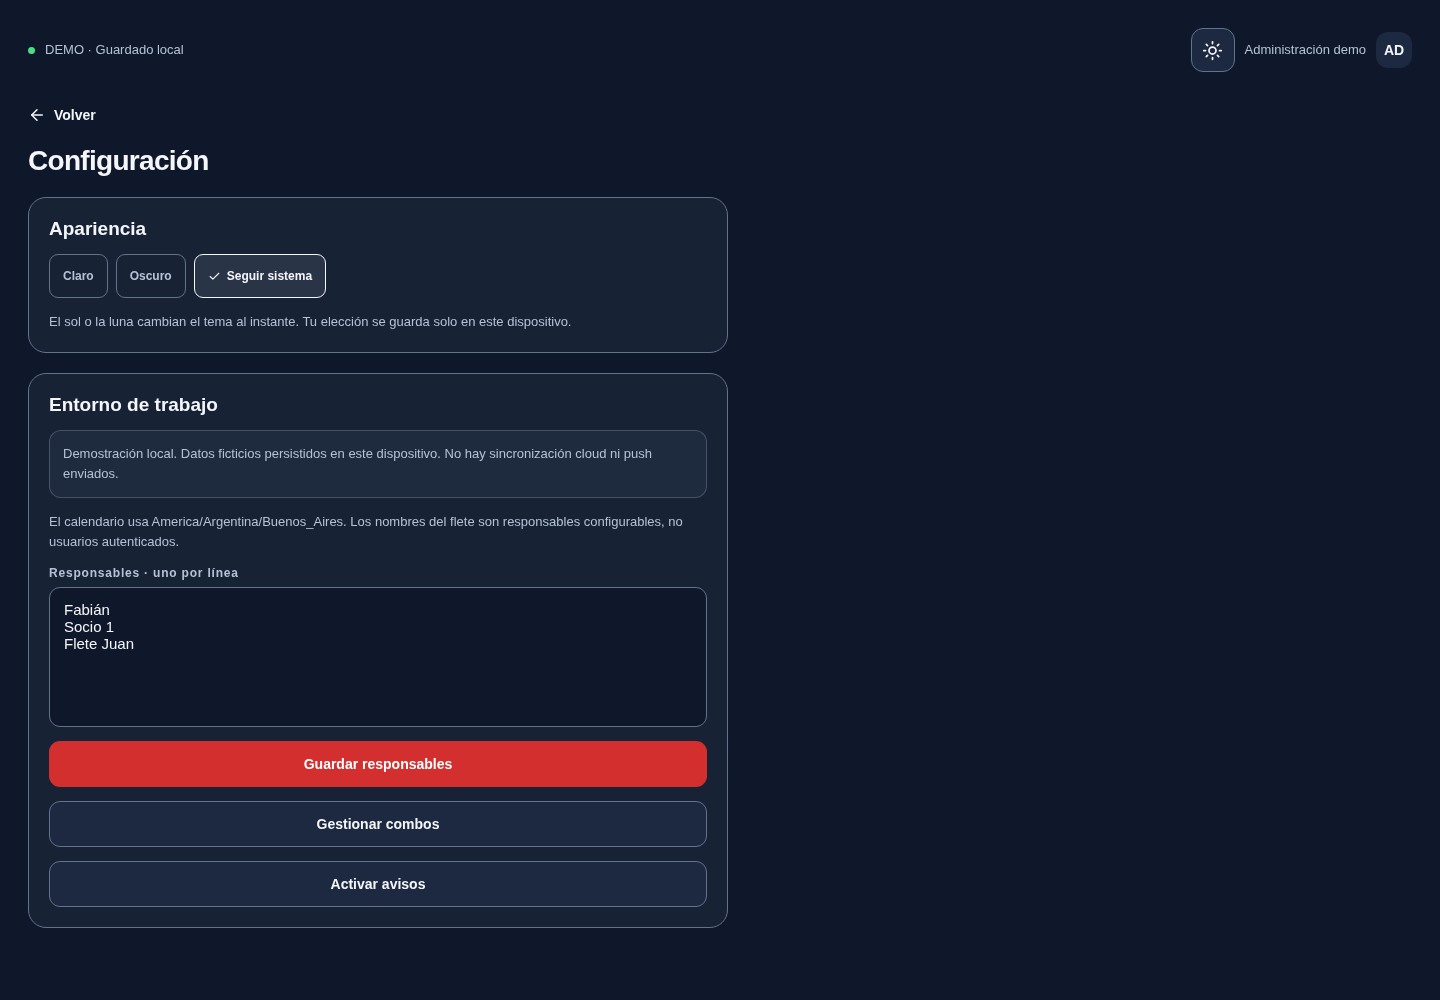 DEMO · Guardado local
Administración demo
AD
Volver
Configuración
Apariencia
Claro
Oscuro
Seguir sistema
El sol o la luna cambian el tema al instante. Tu elección se guarda solo en este dispositivo.
Entorno de trabajo
Demostración local. Datos ficticios persistidos en este dispositivo. No hay sincronización cloud ni push
enviados.
El calendario usa America/Argentina/Buenos_Aires. Los nombres del flete son responsables configurables, no
usuarios autenticados.
Responsables · uno por línea
Fabián
Socio 1
Flete Juan
Guardar responsables
Gestionar combos
Activar avisos